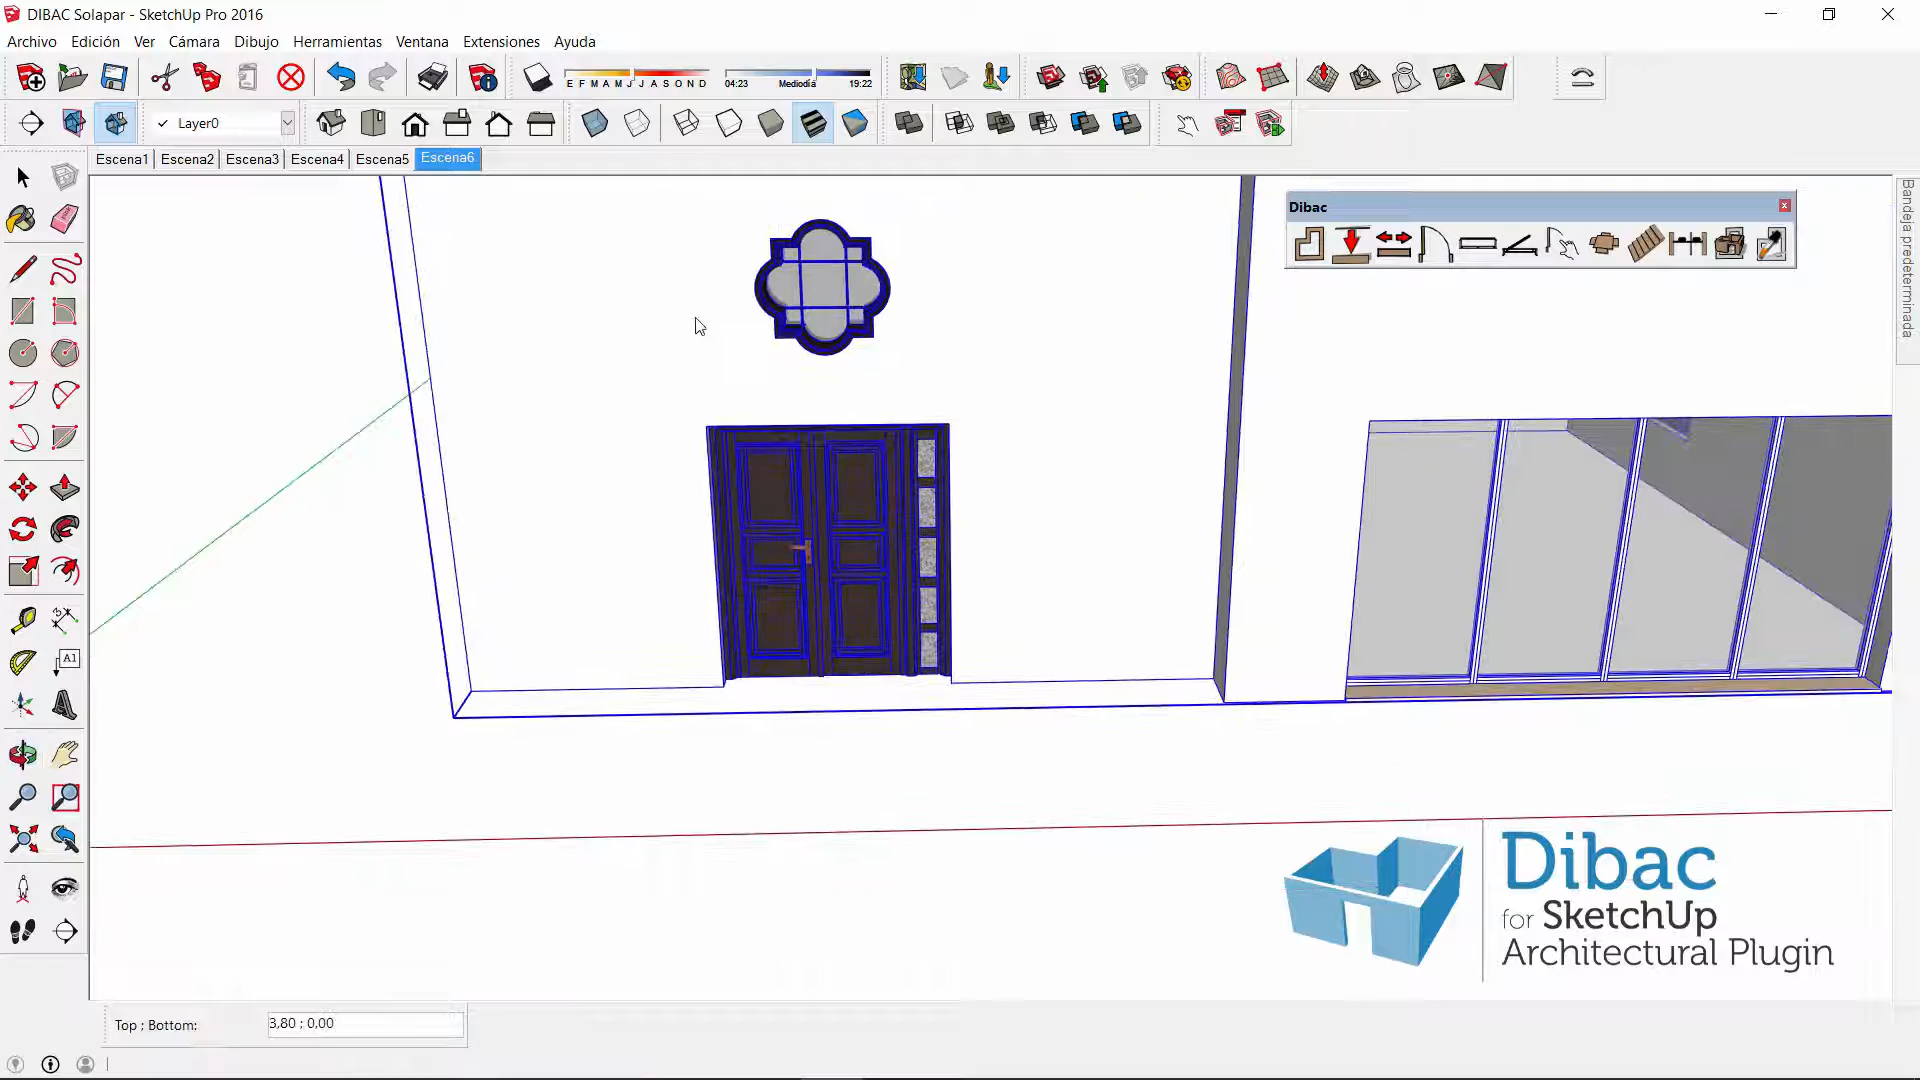 DIBAC Solapar - SketchUp Pro 2016
Archivo Edición Ver Cámara Dibujo Herramientas Ventana Extensiones Ayuda
E F M A M J J A S O N D 04:23 Mediodía 19:22
Layer0
Escena1 Escena2 Escena3 Escena4 Escena5 Escena6
Bandeja predeterminada
Dibac
A1
Dibac
for SketchUp
Architectural Plugin
Top ; Bottom: 3,80 ; 0,00